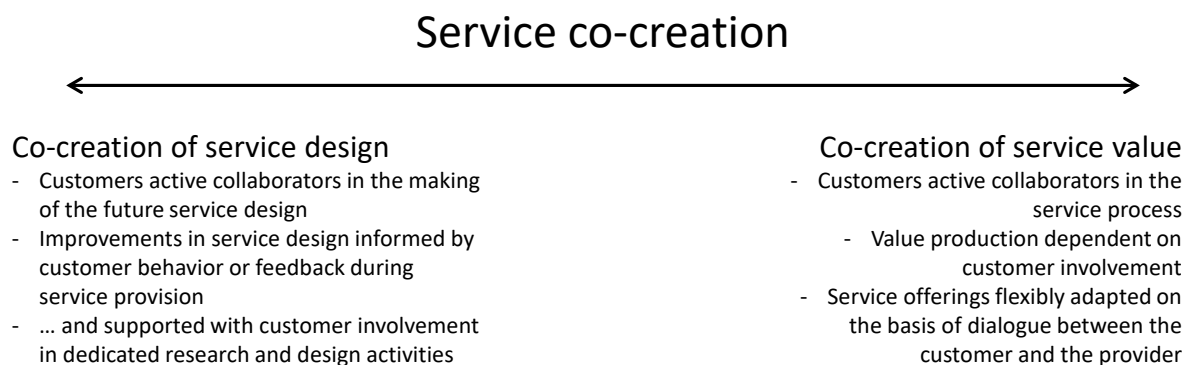 Service co-creation
Co-creation of service design
- Customers active collaborators in the making
of the future service design
- Improvements in service design informed by
customer behavior or feedback during
service provision
- … and supported with customer involvement
in dedicated research and design activities
Co-creation of service value
- Customers active collaborators in the
service process
- Value production dependent on
customer involvement
- Service offerings flexibly adapted on
the basis of dialogue between the
customer and the provider